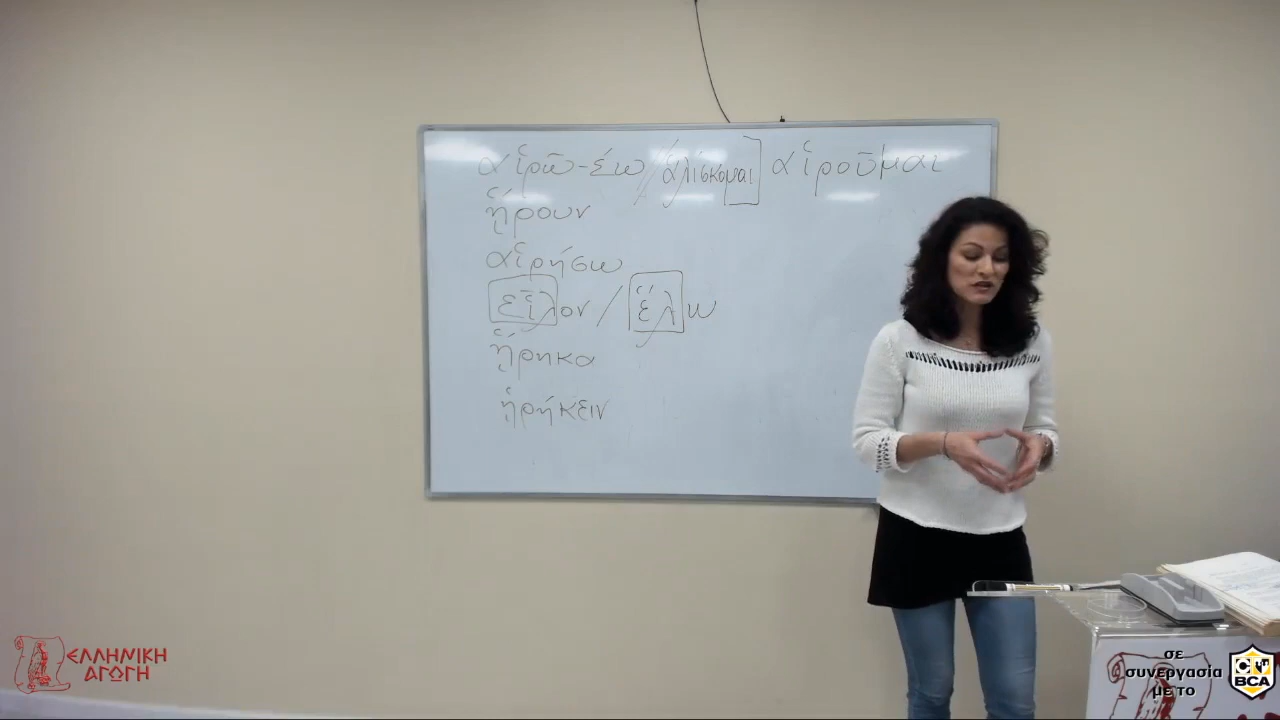 αἱρῶ-έω // ἁλίσκομαι] αἱροῦμαι
ᾕρουν
αἱρήσω
εἷλον / ἕλω
ᾕρηκα
ᾑρήκειν
ΕΛΛΗΝΙΚΗ
ΑΓΩΓΗ
σε
συνεργασία
με το
BCA